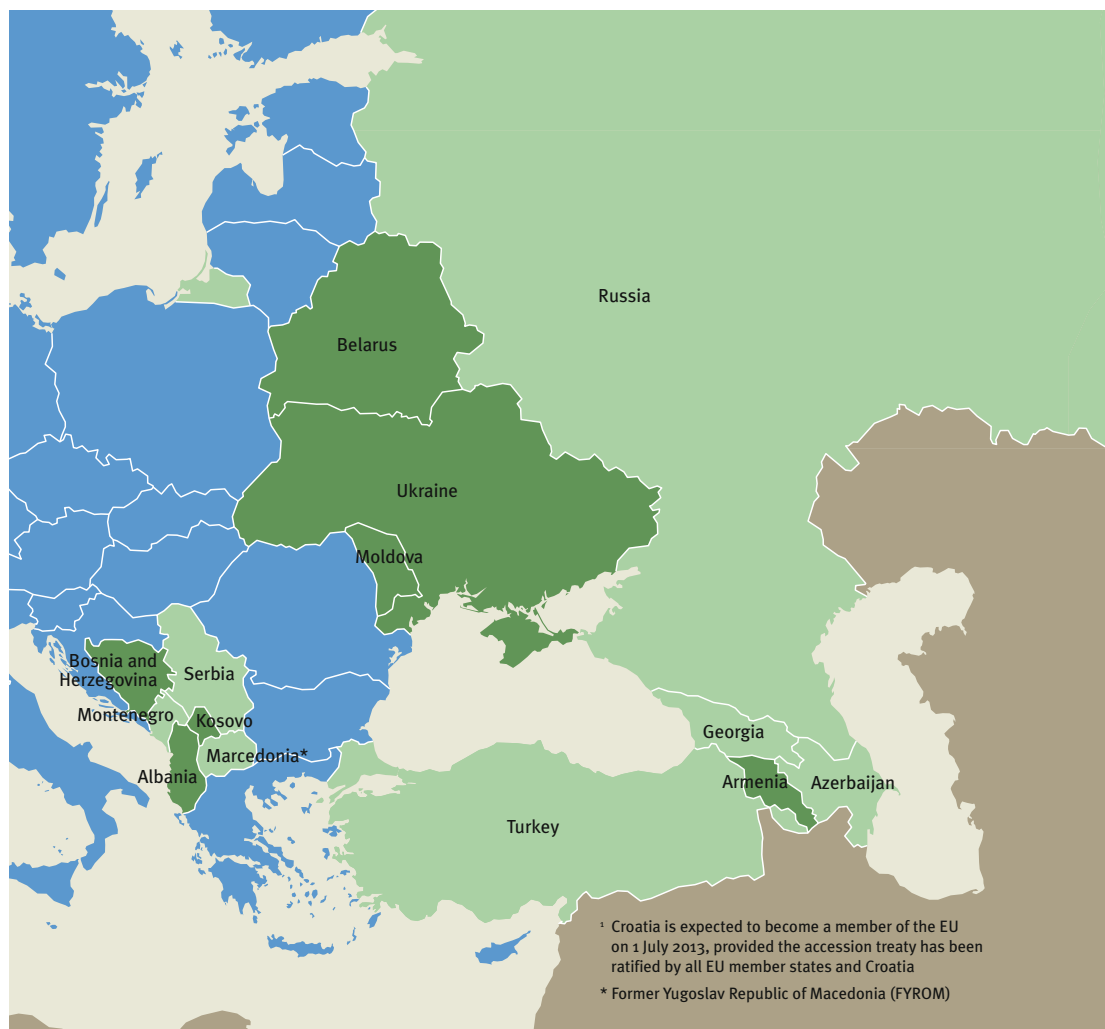 Russia
Belarus
Ukraine
Moldova
Bosnia and
Herzegovina
Serbia
Montenegro
Kosovo
Georgia
Marcedonia*
Albania
Armenia
Azerbaijan
Turkey
¹ Croatia is expected to become a member of the EU
on 1 July 2013, provided the accession treaty has been
ratified by all EU member states and Croatia
* Former Yugoslav Republic of Macedonia (FYROM)